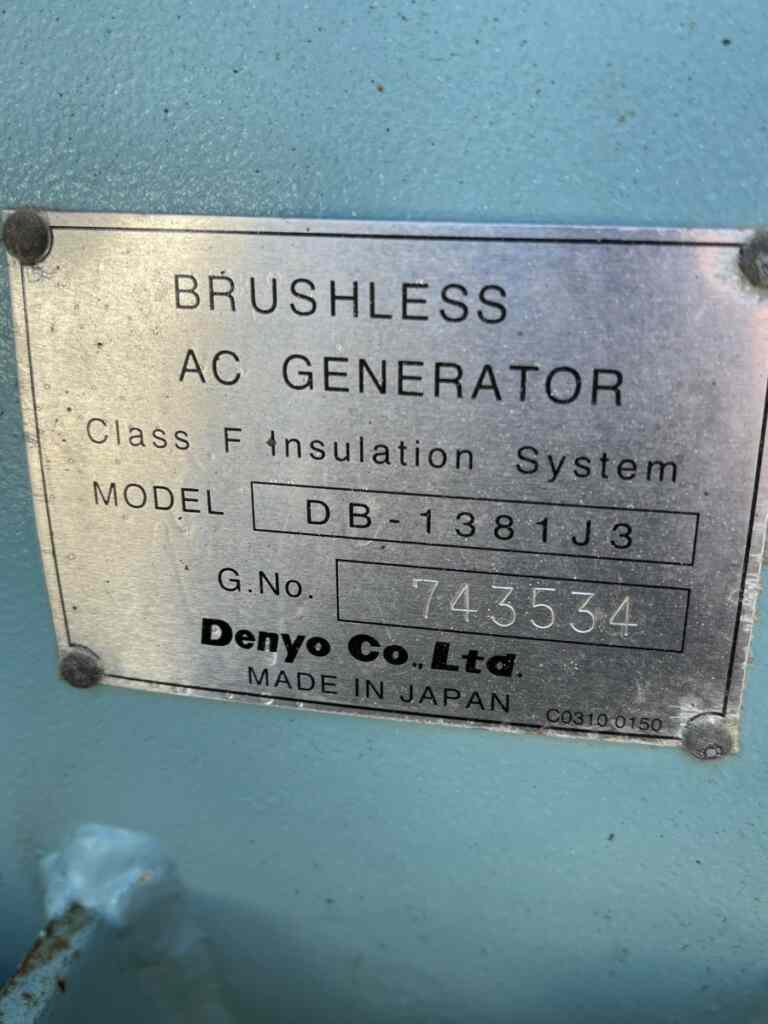 BRUSHLESS
AC GENERATOR
Class F Insulation System
MODEL DB-1381J3
G.No. 743534
Denyo Co., Ltd.
MADE IN JAPAN
C0310 0150